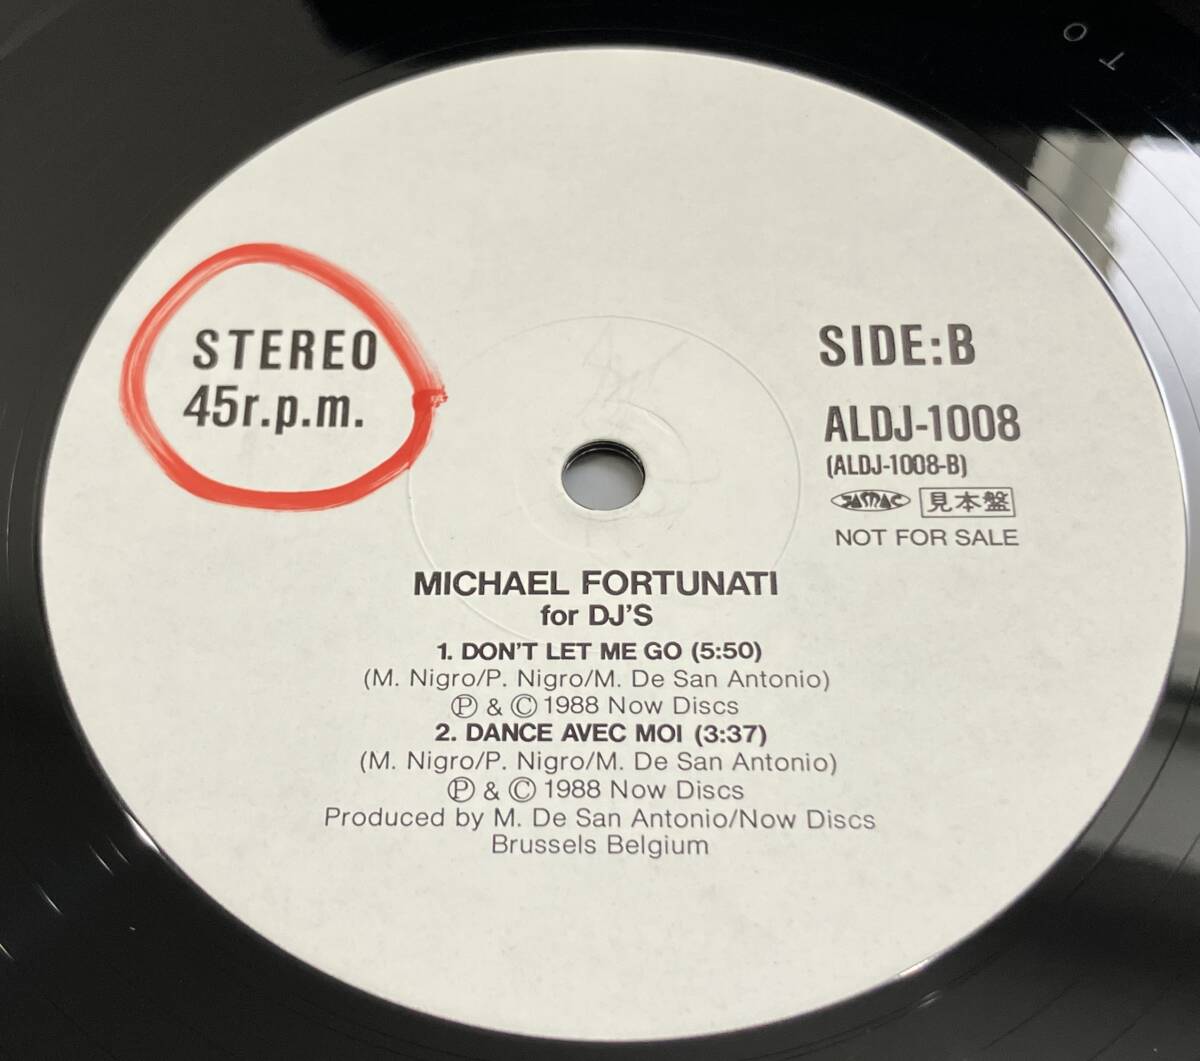 STEREO
45r.p.m.
SIDE:B
ALDJ-1008
(ALDJ-1008-B)
JASRAC 見本盤
NOT FOR SALE
MICHAEL FORTUNATI
for DJ'S
1. DON'T LET ME GO (5:50)
(M. Nigro/P. Nigro/M. De San Antonio)
Ⓟ & © 1988 Now Discs
2. DANCE AVEC MOI (3:37)
(M. Nigro/P. Nigro/M. De San Antonio)
Ⓟ & © 1988 Now Discs
Produced by M. De San Antonio/Now Discs
Brussels Belgium